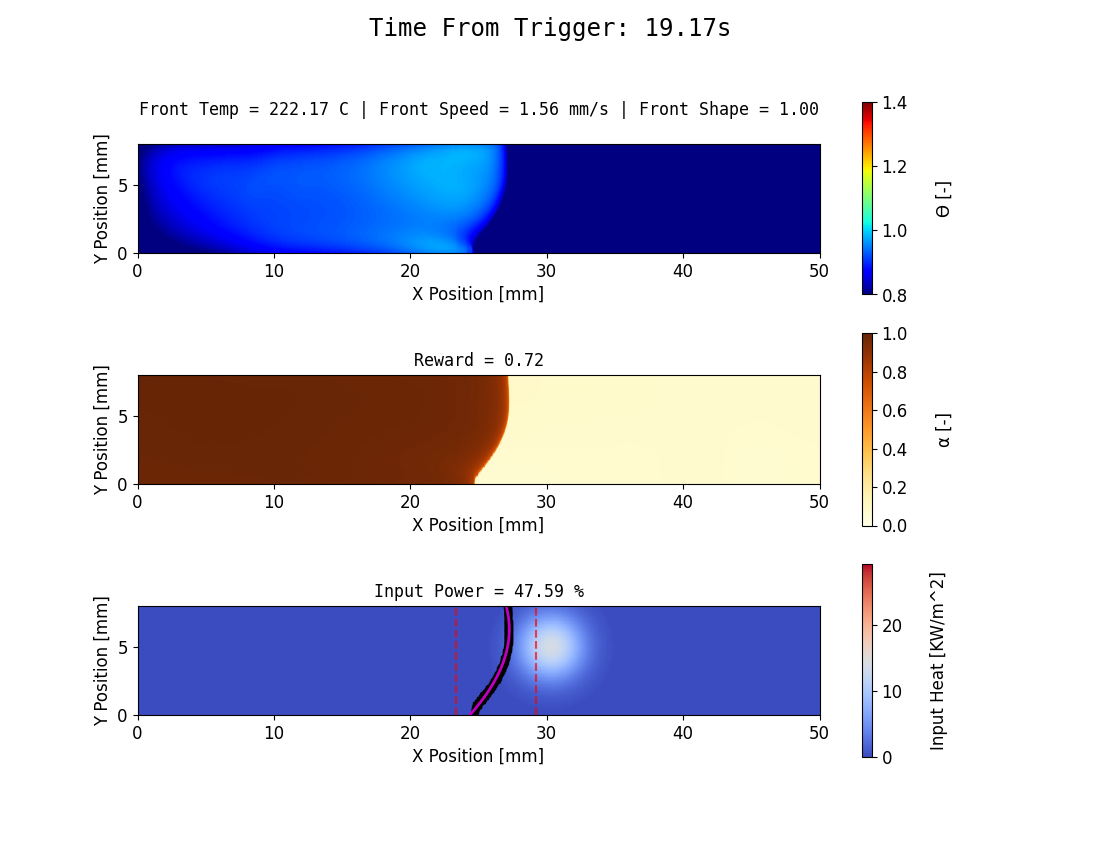 Time From Trigger: 19.17s
Front Temp = 222.17 C | Front Speed = 1.56 mm/s | Front Shape = 1.00
Y Position [mm]
5
0
0 10 20 30 40 50
X Position [mm]
1.4
1.2
1.0
0.8
Θ [-]
Reward = 0.72
Y Position [mm]
5
0
0 10 20 30 40 50
X Position [mm]
1.0
0.8
0.6
0.4
0.2
0.0
α [-]
Input Power = 47.59 %
Y Position [mm]
5
0
0 10 20 30 40 50
X Position [mm]
20
10
0
Input Heat [KW/m^2]